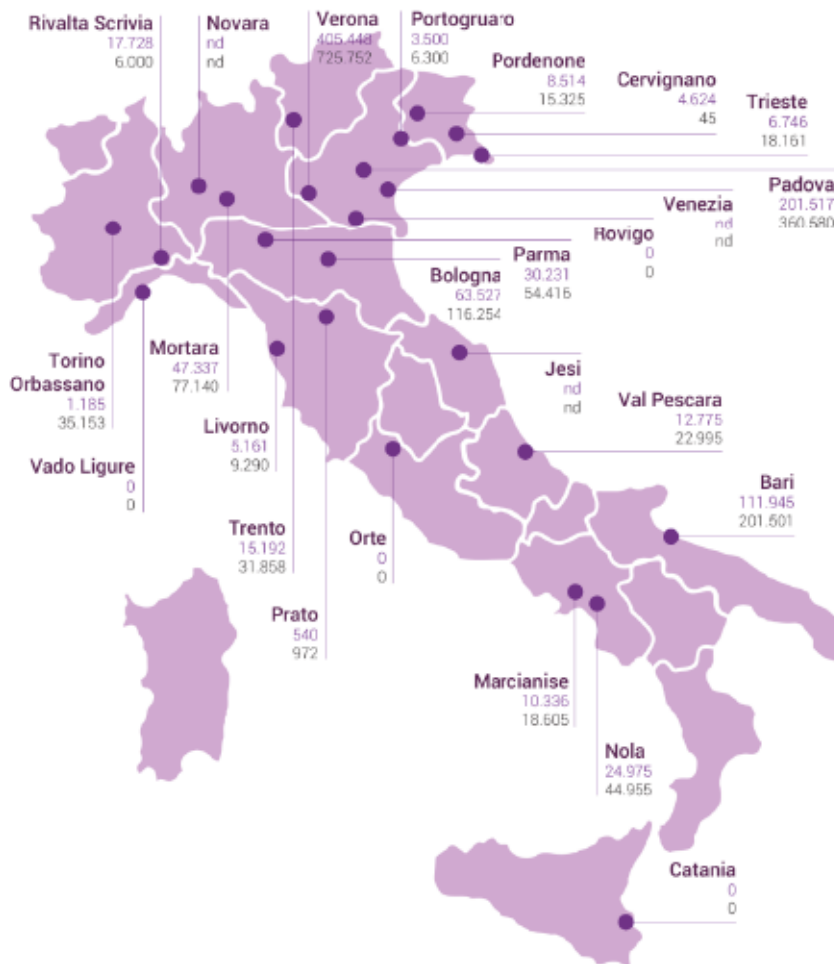 Rivalta Scrivia
17.728
6.000
Novara
nd
nd
Verona
405.448
725.752
Portogruaro
3.500
6.300
Pordenone
8.514
15.325
Cervignano
4.624
45
Trieste
6.746
18.161
Padova
201.517
360.580
Venezia
nd
nd
Rovigo
0
0
Parma
30.231
54.416
Bologna
63.527
116.254
Torino
Orbassano
1.185
35.153
Mortara
47.337
77.140
Jesi
nd
nd
Val Pescara
12.775
22.995
Livorno
5.161
9.290
Vado Ligure
0
0
Bari
111.945
201.501
Trento
15.192
31.858
Orte
0
0
Prato
540
972
Marcianise
10.336
18.605
Nola
24.975
44.955
Catania
0
0